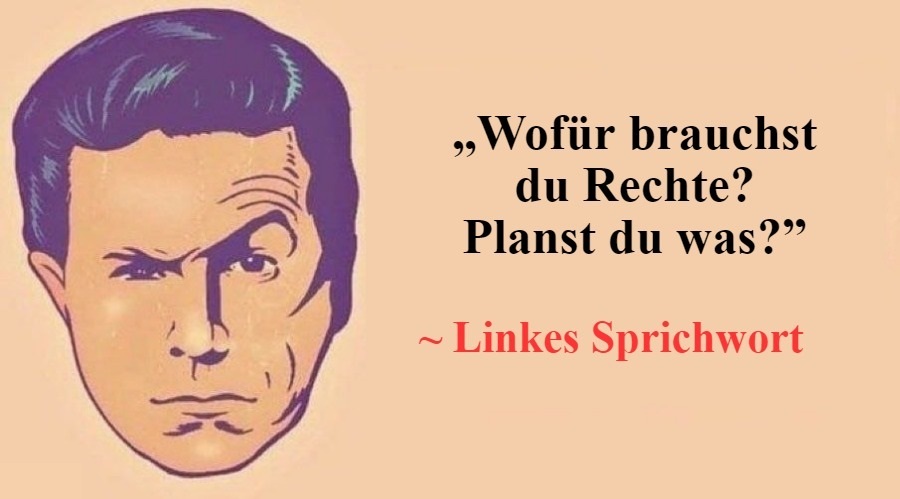 „Wofür brauchst
du Rechte?
Planst du was?”
~ Linkes Sprichwort